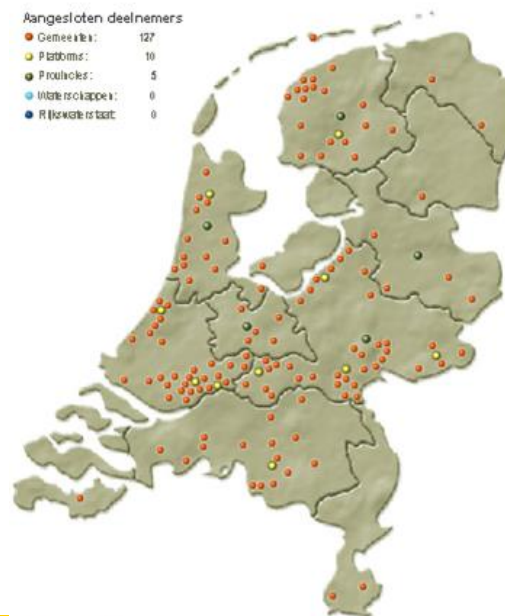 Aangesloten deelnemers
Gemeenten: 127
Platforms: 10
Provincies: 5
Waterschappen: 0
Rijkswaterstaat: 0